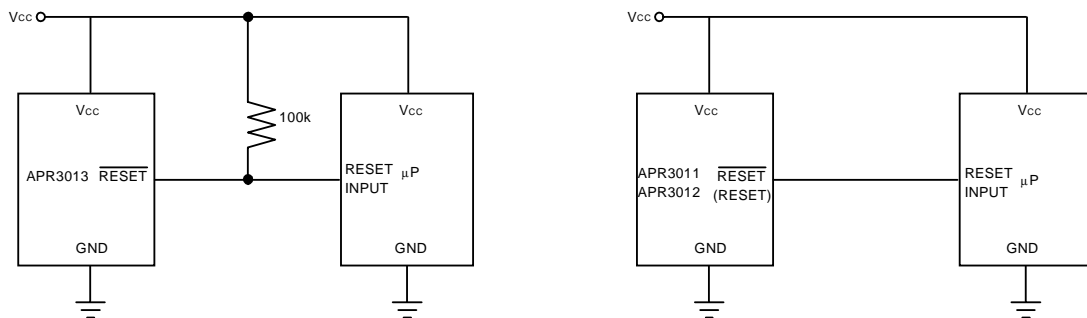 Vcc
Vcc
Vcc
100k
APR3013 RESET
RESET µP
INPUT
GND
GND
Vcc
Vcc
Vcc
APR3011 RESET
APR3012 (RESET)
RESET µP
INPUT
GND
GND